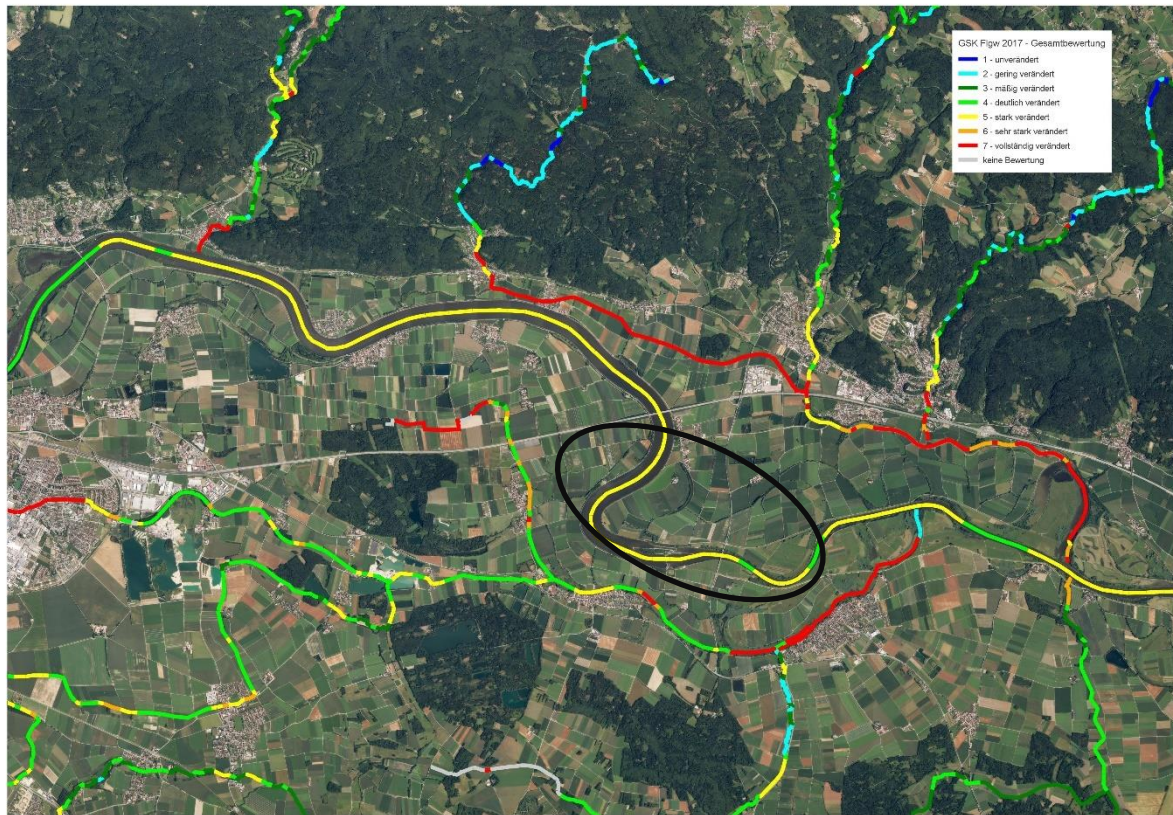 GSK Flgw 2017 - Gesamtbewertung
1 - unverändert
2 - gering verändert
3 - mäßig verändert
4 - deutlich verändert
5 - stark verändert
6 - sehr stark verändert
7 - vollständig verändert
keine Bewertung